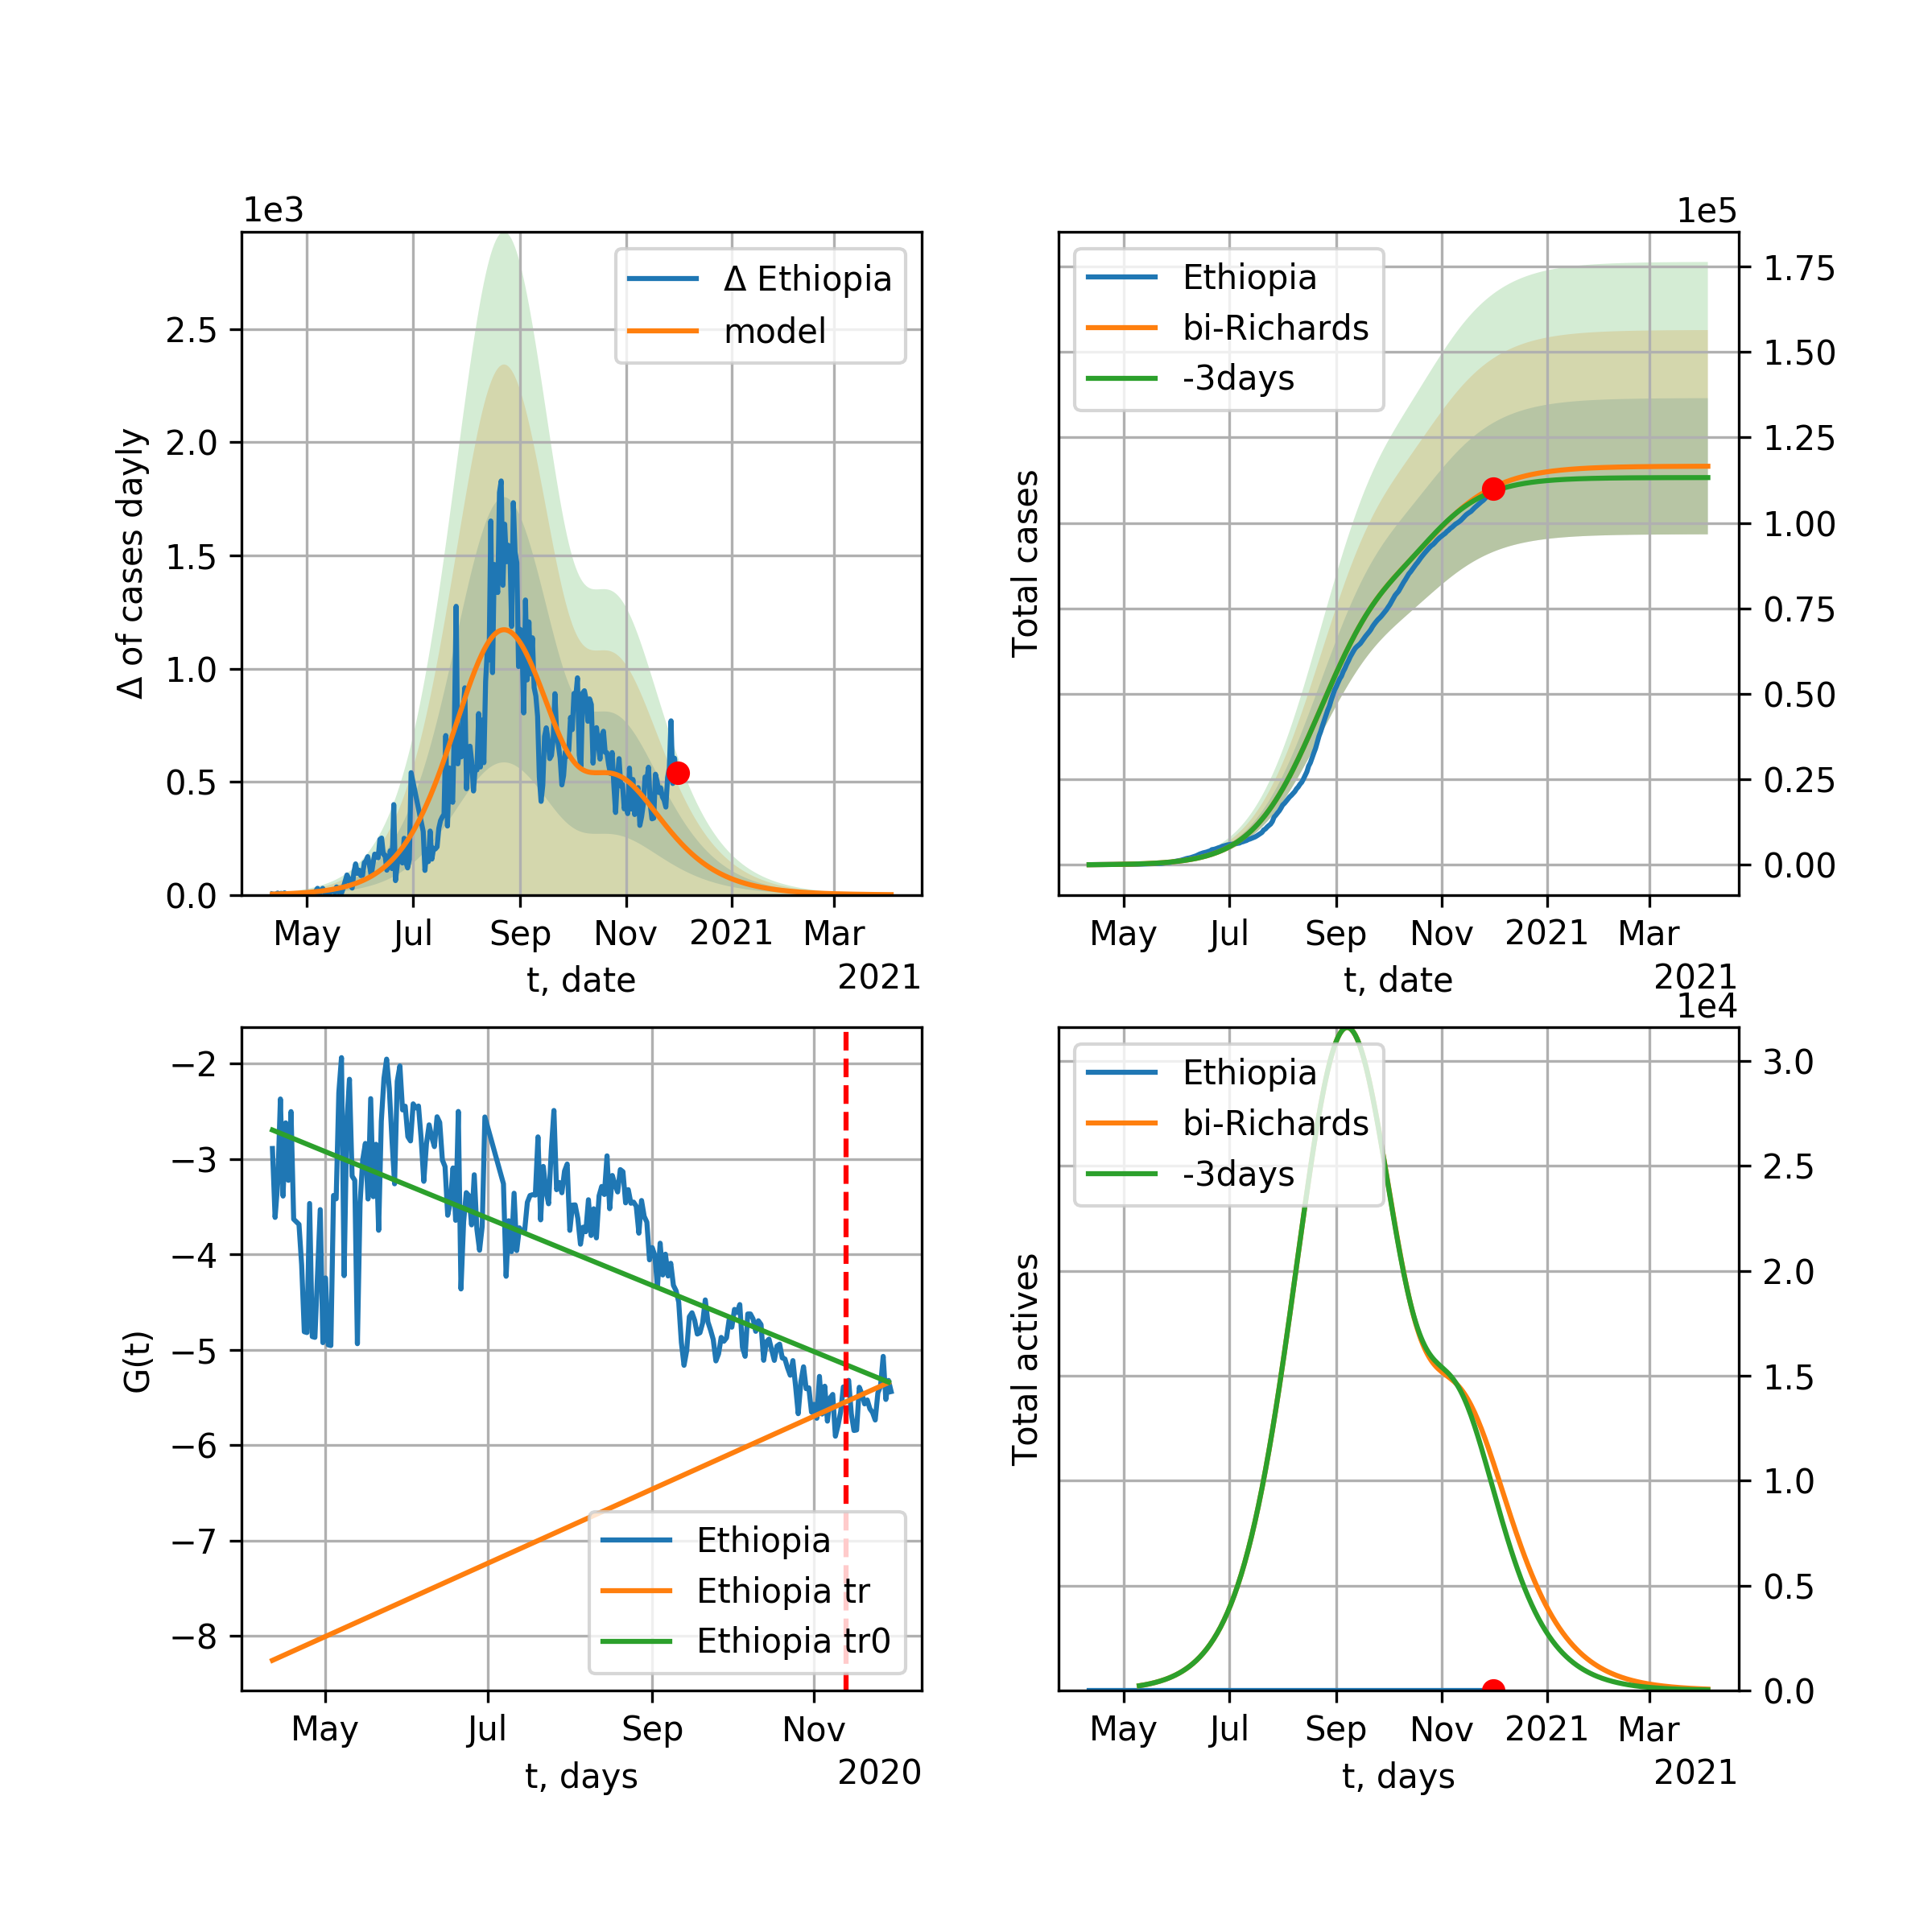 1e3
Δ Ethiopia
model
2.5
2.0
1.5
1.0
0.5
0.0
Δ of cases dayly
May Jul Sep Nov 2021 Mar
t, date
2021
1e5
Ethiopia
bi-Richards
-3days
1.75
1.50
1.25
1.00
0.75
0.50
0.25
0.00
Total cases
May Jul Sep Nov 2021 Mar
t, date
2021
−2
−3
−4
−5
−6
−7
−8
G(t)
Ethiopia
Ethiopia tr
Ethiopia tr0
May Jul Sep Nov
t, days
2020
1e4
Ethiopia
bi-Richards
-3days
3.0
2.5
2.0
1.5
1.0
0.5
0.0
Total actives
May Jul Sep Nov 2021 Mar
t, days
2021